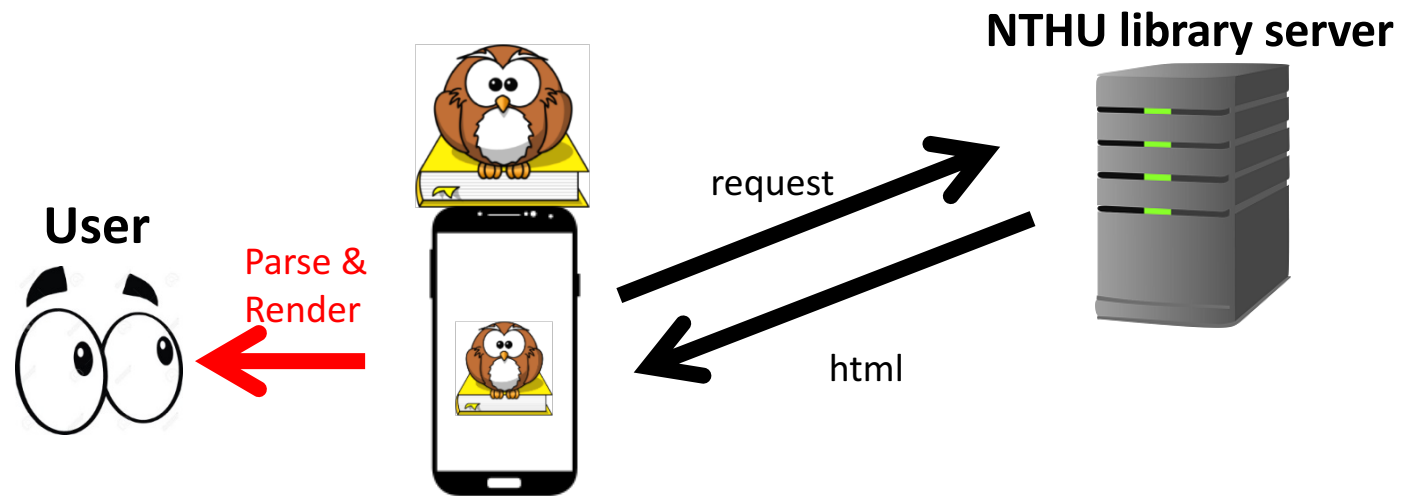 NTHU library server
request
User
Parse &
Render
html